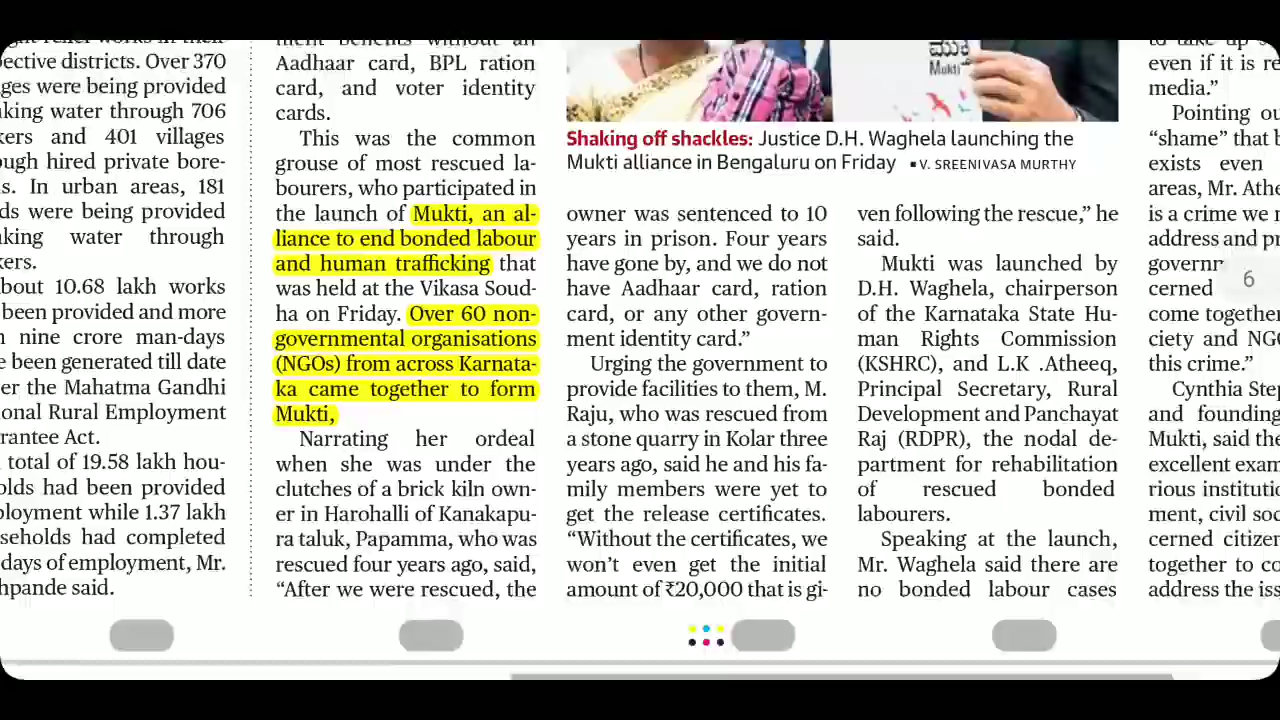 ective districts. Over 370
ges were being provided
king water through 706
kers and 401 villages
ough hired private bore-
s. In urban areas, 181
ds were being provided
king water through
kers.
bout 10.68 lakh works
been provided and more
n nine crore man-days
e been generated till date
er the Mahatma Gandhi
ional Rural Employment
rantee Act.
total of 19.58 lakh hou-
olds had been provided
ployment while 1.37 lakh
seholds had completed
days of employment, Mr.
hpande said.
ment benefits without an
Aadhaar card, BPL ration
card, and voter identity
cards.
This was the common
grouse of most rescued la-
bourers, who participated in
the launch of Mukti, an al-
liance to end bonded labour
and human trafficking that
was held at the Vikasa Soud-
ha on Friday. Over 60 non-
governmental organisations
(NGOs) from across Karnata-
ka came together to form
Mukti,
Narrating her ordeal
when she was under the
clutches of a brick kiln own-
er in Harohalli of Kanakapu-
ra taluk, Papamma, who was
rescued four years ago, said,
“After we were rescued, the
ಮುಕ್ತಿ
Mukti
Shaking off shackles: Justice D.H. Waghela launching the
Mukti alliance in Bengaluru on Friday ▪ V. SREENIVASA MURTHY
owner was sentenced to 10
years in prison. Four years
have gone by, and we do not
have Aadhaar card, ration
card, or any other govern-
ment identity card.”
Urging the government to
provide facilities to them, M.
Raju, who was rescued from
a stone quarry in Kolar three
years ago, said he and his fa-
mily members were yet to
get the release certificates.
“Without the certificates, we
won’t even get the initial
amount of ₹20,000 that is gi-
ven following the rescue,” he
said.
Mukti was launched by
D.H. Waghela, chairperson
of the Karnataka State Hu-
man Rights Commission
(KSHRC), and L.K .Atheeq,
Principal Secretary, Rural
Development and Panchayat
Raj (RDPR), the nodal de-
partment for rehabilitation
of rescued bonded
labourers.
Speaking at the launch,
Mr. Waghela said there are
no bonded labour cases
to take up
even if it is re
media.”
Pointing ou
“shame” that b
exists even
areas, Mr. Athe
is a crime we
address and pr
governm
cerned
come together
ciety and NG
this crime.”
Cynthia Ste
and founding
Mukti, said the
excellent exam
rious instituti
ment, civil soc
cerned citizen
together to co
address the iss
6